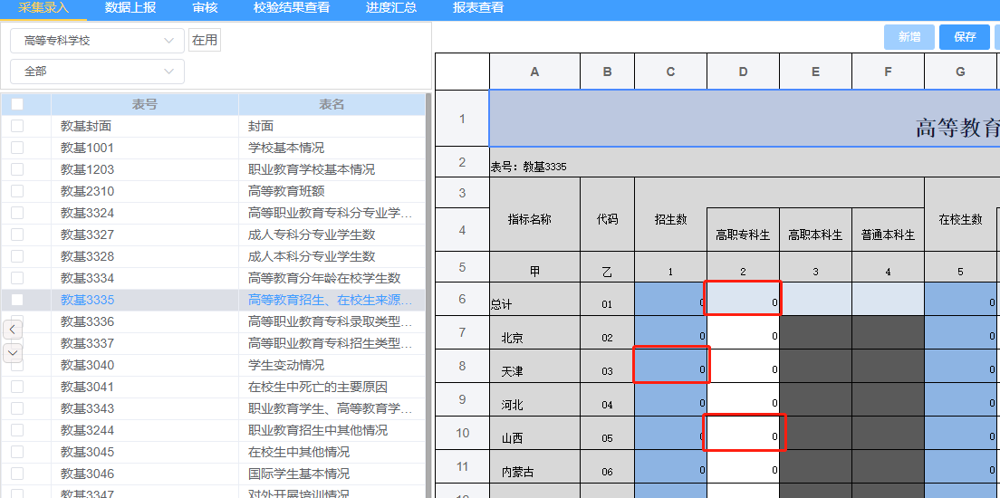 采集录入 数据上报 审核 校验结果查看 进度汇总 报表查看
高等专科学校 在用
全部
新增 保存
表号 表名
教基封面 封面
教基1001 学校基本情况
教基1203 职业教育学校基本情况
教基2310 高等教育班额
教基3324 高等职业教育专科分专业学...
教基3327 成人专科分专业学生数
教基3328 成人本科分专业学生数
教基3334 高等教育分年龄在校学生数
教基3335 高等教育招生、在校生来源...
教基3336 高等职业教育专科录取类型...
教基3337 高等职业教育专科招生类型...
教基3040 学生变动情况
教基3041 在校生中死亡的主要原因
教基3343 职业教育学生、高等教育学...
教基3244 职业教育招生中其他情况
教基3045 在校生中其他情况
教基3046 国际学生基本情况
教基3347 对外开展培训情况
A B C D E F G
1 高等教育
2 表号：教基3335
3
4 指标名称 代码 招生数 高职专科生 高职本科生 普通本科生 在校生数
5 甲 乙 1 2 3 4 5
6 总计 01 0 0 0
7 北京 02 0 0 0
8 天津 03 0 0 0
9 河北 04 0 0 0
10 山西 05 0 0 0
11 内蒙古 06 0 0 0